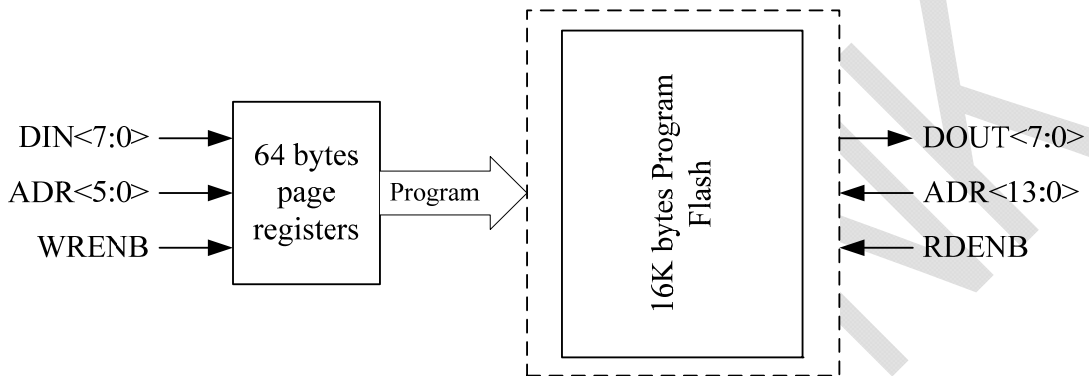 DIN<7:0>
ADR<5:0>
WRENB
64 bytes
page
registers
Program
16K bytes Program
Flash
DOUT<7:0>
ADR<13:0>
RDENB